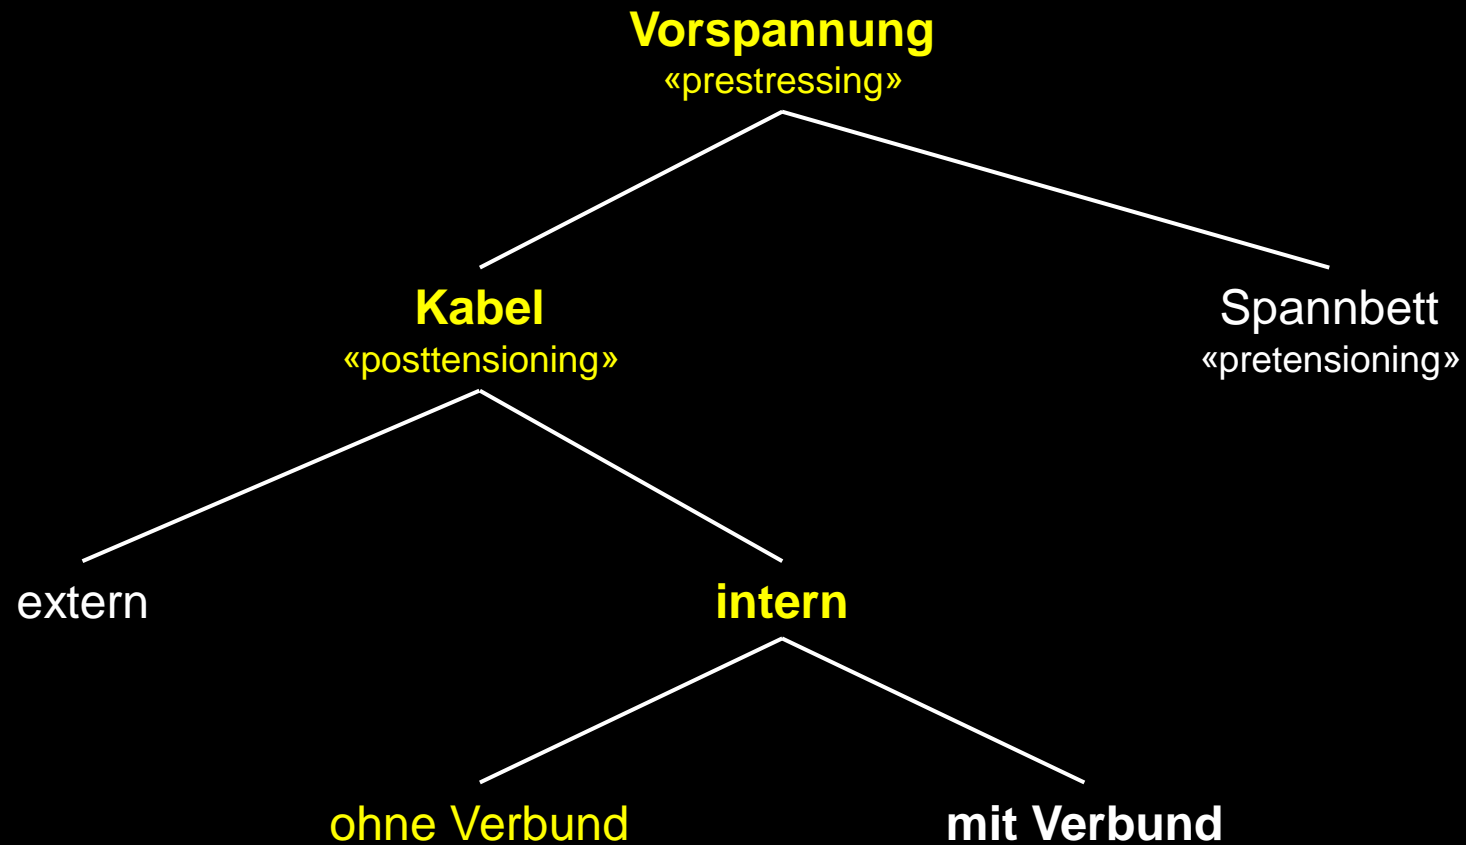 Vorspannung
«prestressing»
Kabel
«posttensioning»
Spannbett
«pretensioning»
extern
intern
ohne Verbund
mit Verbund